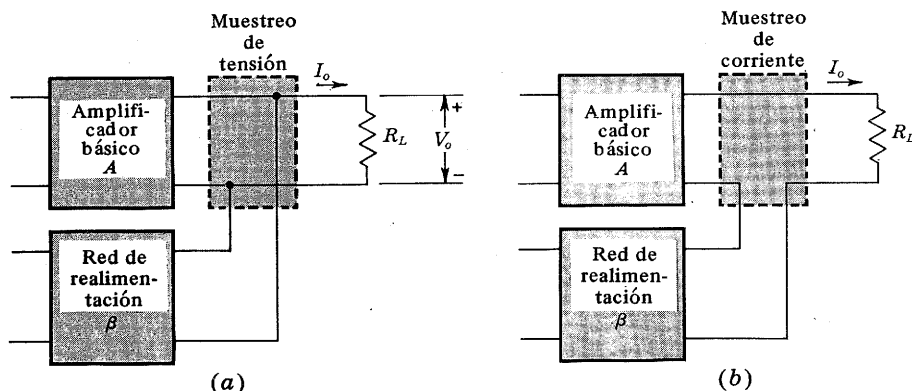 Muestreo
de
tensión
I_o
Amplifi-
cador
básico
A
+
V_o
−
R_L
Red de
realimen-
tación
β
(a)
Muestreo
de
corriente
I_o
Amplifi-
cador
básico
A
R_L
Red de
realimen-
tación
β
(b)